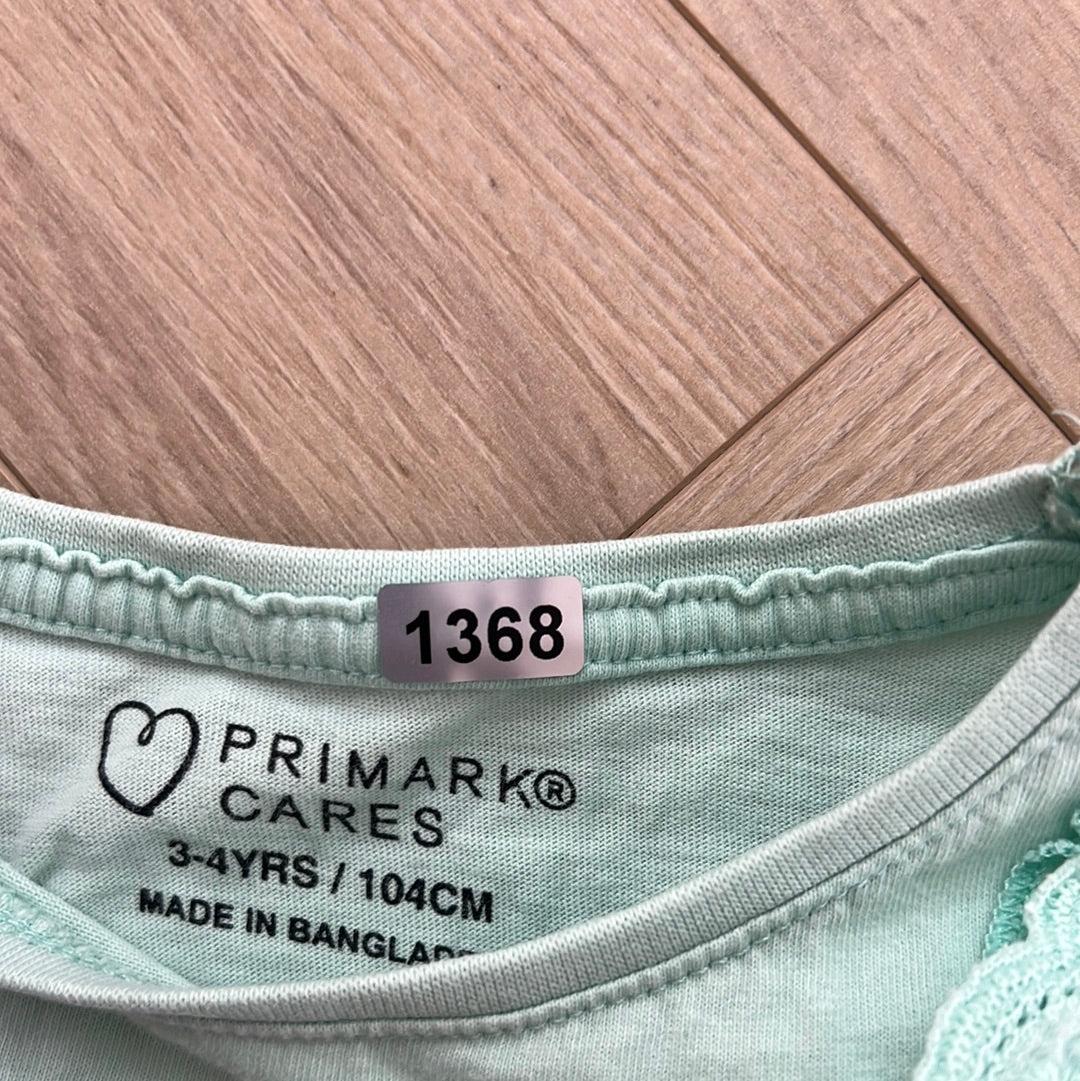 1368
PRIMARK®
CARES
3-4YRS / 104CM
MADE IN